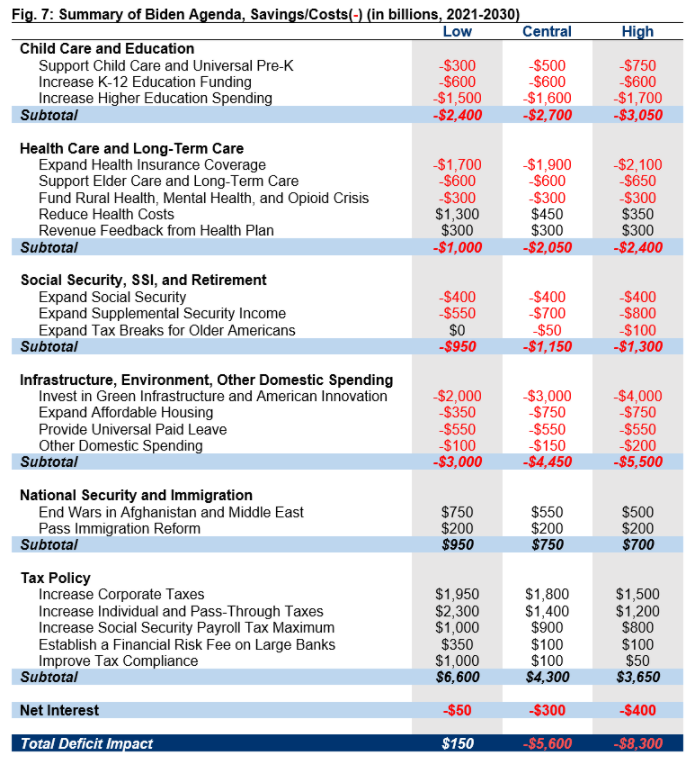 Fig. 7: Summary of Biden Agenda, Savings/Costs(-) (in billions, 2021-2030)
Low Central High
Child Care and Education
Support Child Care and Universal Pre-K -$300 -$500 -$750
Increase K-12 Education Funding -$600 -$600 -$600
Increase Higher Education Spending -$1,500 -$1,600 -$1,700
Subtotal -$2,400 -$2,700 -$3,050
Health Care and Long-Term Care
Expand Health Insurance Coverage -$1,700 -$1,900 -$2,100
Support Elder Care and Long-Term Care -$600 -$600 -$650
Fund Rural Health, Mental Health, and Opioid Crisis -$300 -$300 -$300
Reduce Health Costs $1,300 $450 $350
Revenue Feedback from Health Plan $300 $300 $300
Subtotal -$1,000 -$2,050 -$2,400
Social Security, SSI, and Retirement
Expand Social Security -$400 -$400 -$400
Expand Supplemental Security Income -$550 -$700 -$800
Expand Tax Breaks for Older Americans $0 -$50 -$100
Subtotal -$950 -$1,150 -$1,300
Infrastructure, Environment, Other Domestic Spending
Invest in Green Infrastructure and American Innovation -$2,000 -$3,000 -$4,000
Expand Affordable Housing -$350 -$750 -$750
Provide Universal Paid Leave -$550 -$550 -$550
Other Domestic Spending -$100 -$150 -$200
Subtotal -$3,000 -$4,450 -$5,500
National Security and Immigration
End Wars in Afghanistan and Middle East $750 $550 $500
Pass Immigration Reform $200 $200 $200
Subtotal $950 $750 $700
Tax Policy
Increase Corporate Taxes $1,950 $1,800 $1,500
Increase Individual and Pass-Through Taxes $2,300 $1,400 $1,200
Increase Social Security Payroll Tax Maximum $1,000 $900 $800
Establish a Financial Risk Fee on Large Banks $350 $100 $100
Improve Tax Compliance $1,000 $100 $50
Subtotal $6,600 $4,300 $3,650
Net Interest -$50 -$300 -$400
Total Deficit Impact $150 -$5,600 -$8,300